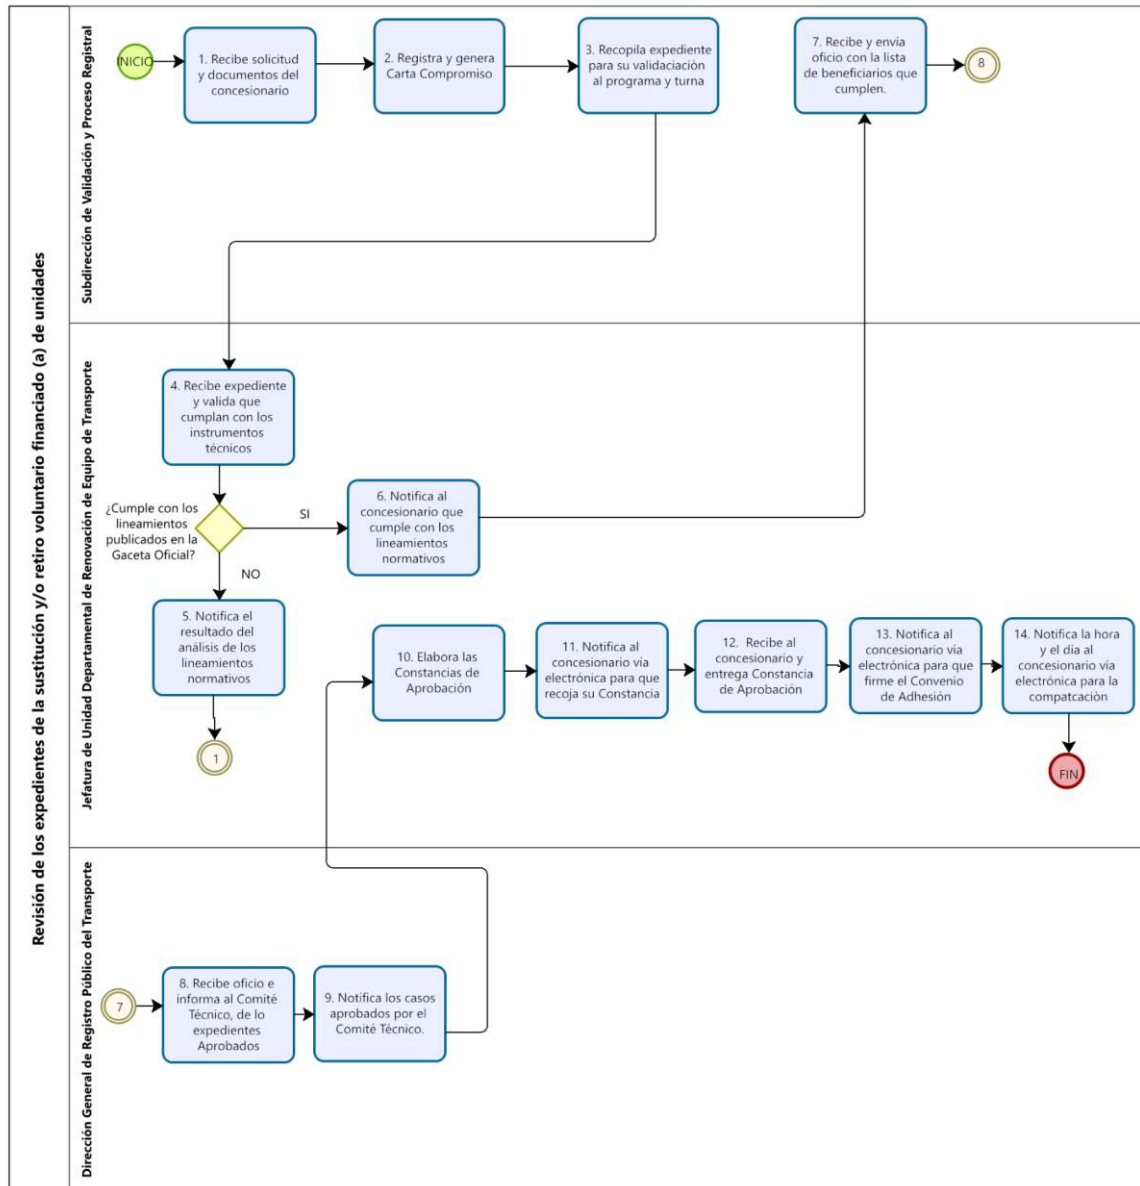 Revisión de los expedientes de la sustitución y/o retiro voluntario financiado (a) de unidades
Subdirección de Validación y Proceso Registral
INICIO
1. Recibe solicitud
y documentos del
concesionario
2. Registra y genera
Carta Compromiso
3. Recopila expediente
para su validaciación
al programa y turna
7. Recibe y envia
oficio con la lista
de beneficiarios que
cumplen.
8
Jefatura de Unidad Departamental de Renovación de Equipo de Transporte
4. Recibe expediente
y valida que
cumplan con los
instrumentos
técnicos
¿Cumple con los
lineamientos
publicados en la
Gaceta Oficial?
SI
6. Notifica al
concesionario que
cumple con los
lineamientos
normativos
NO
5. Notifica el
resultado del
análisis de los
lineamientos
normativos
1
10. Elabora las
Constancias de
Aprobación
11. Notifica al
concesionario vía
electrónica para que
recoja su Constancia
12. Recibe al
concesionario y
entrega Constancia
de Aprobación
13. Notifica al
concesionario vía
electrónica para que
firme el Convenio
de Adhesión
14. Notifica la hora
y el día al
concesionario vía
electrónica para la
compatcaciòn
FIN
Dirección General de Registro Público del Transporte
7
8. Recibe oficio e
informa al Comité
Técnico, de lo
expedientes
Aprobados
9. Notifica los casos
aprobados por el
Comité Técnico.